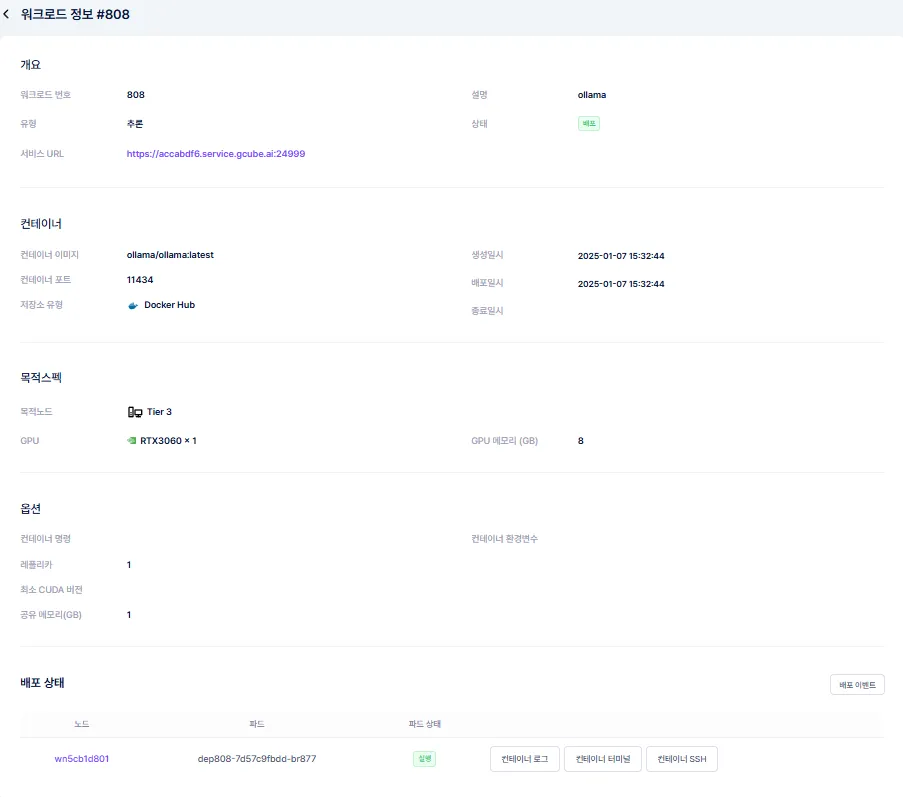 워크로드 정보 #808
개요
워크로드 번호 808 설명 ollama
유형 추론 상태 배포
서비스 URL https://accabdf6.service.gcube.ai:24999
컨테이너
컨테이너 이미지 ollama/ollama:latest 생성일시 2025-01-07 15:32:44
컨테이너 포트 11434 배포일시 2025-01-07 15:32:44
저장소 유형 Docker Hub 종료일시
목적스펙
목적노드 Tier 3
GPU RTX3060 × 1 GPU 메모리 (GB) 8
옵션
컨테이너 명령 컨테이너 환경변수
레플리카 1
최소 CUDA 버전
공유 메모리(GB) 1
배포 상태 배포 이벤트
노드 파드 파드 상태
wn5cb1d801 dep808-7d57c9fbdd-br877 실행 컨테이너 로그 컨테이너 터미널 컨테이너 SSH